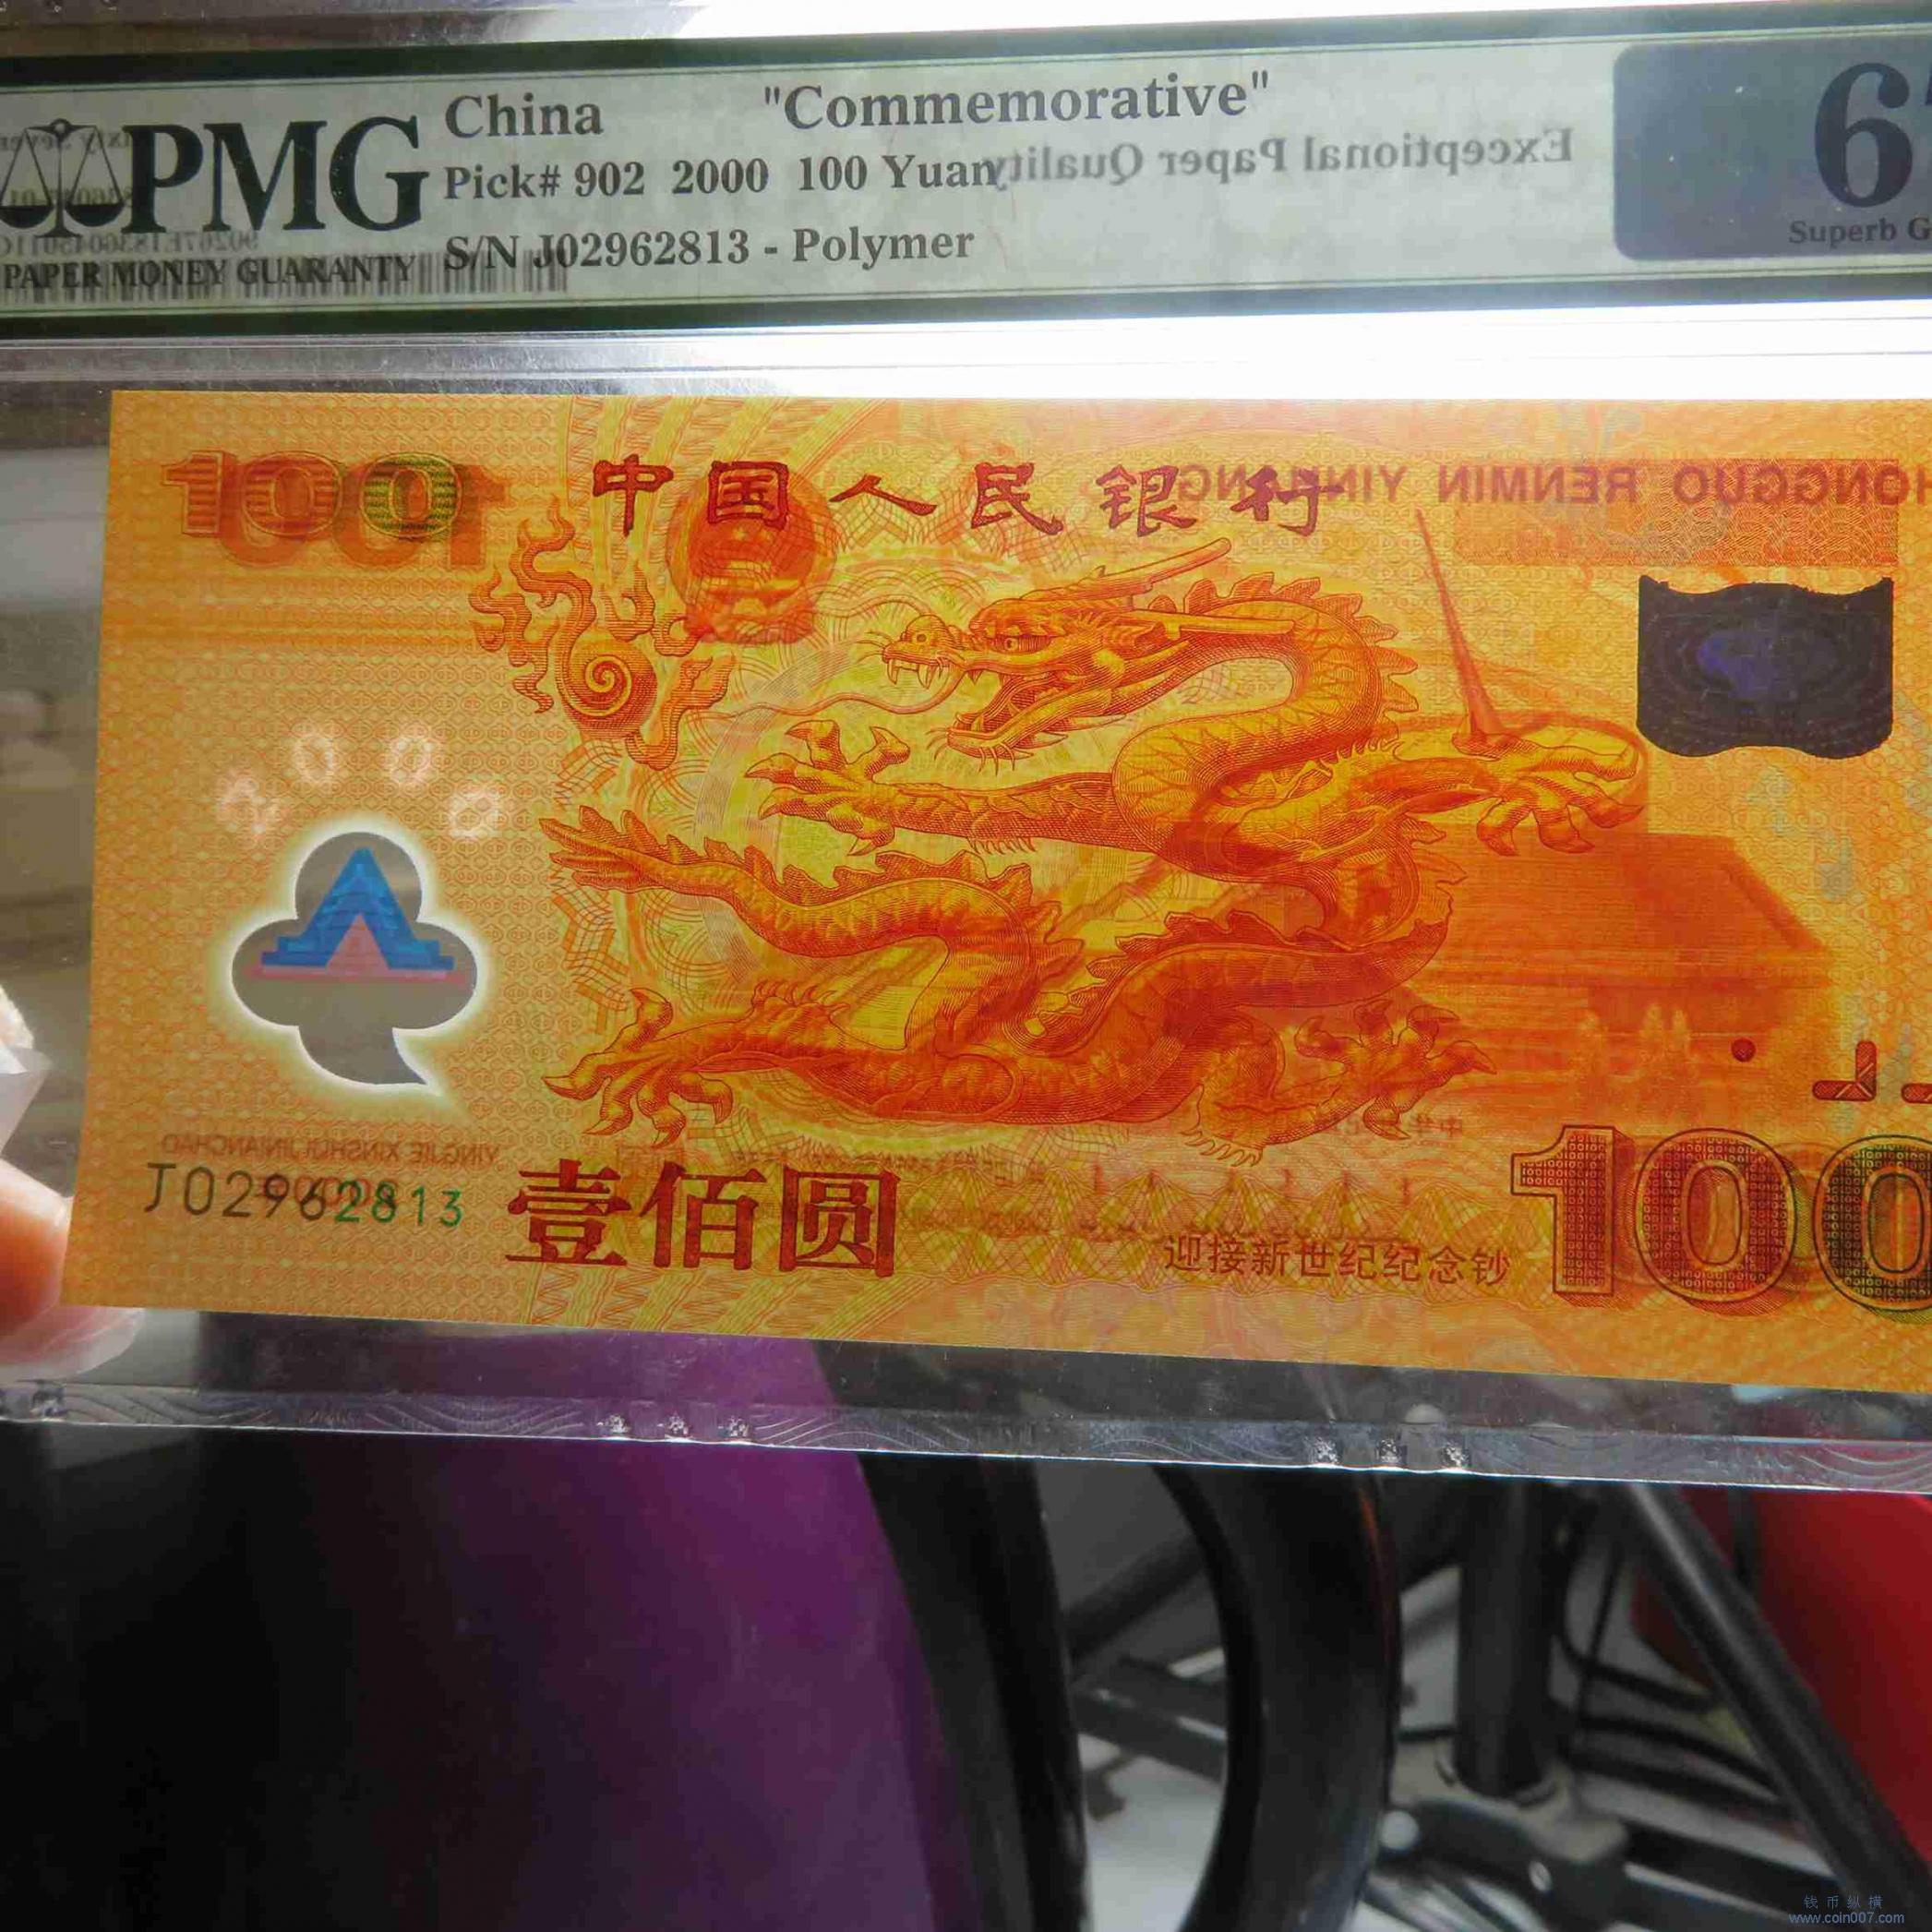 China "Commemorative"
PMG
Pick# 902 2000 100 Yuan
Exceptional Paper Quality
S/N J02962813 - Polymer
PAPER MONEY GUARANTY
Superb
100
中国人民银行
RENMIN
2000
YINGJIE XINSHIJI JINIANCHAO
J02962813
壹佰圆
迎接新世纪纪念钞
100
钱币纵横
www.coin007.com